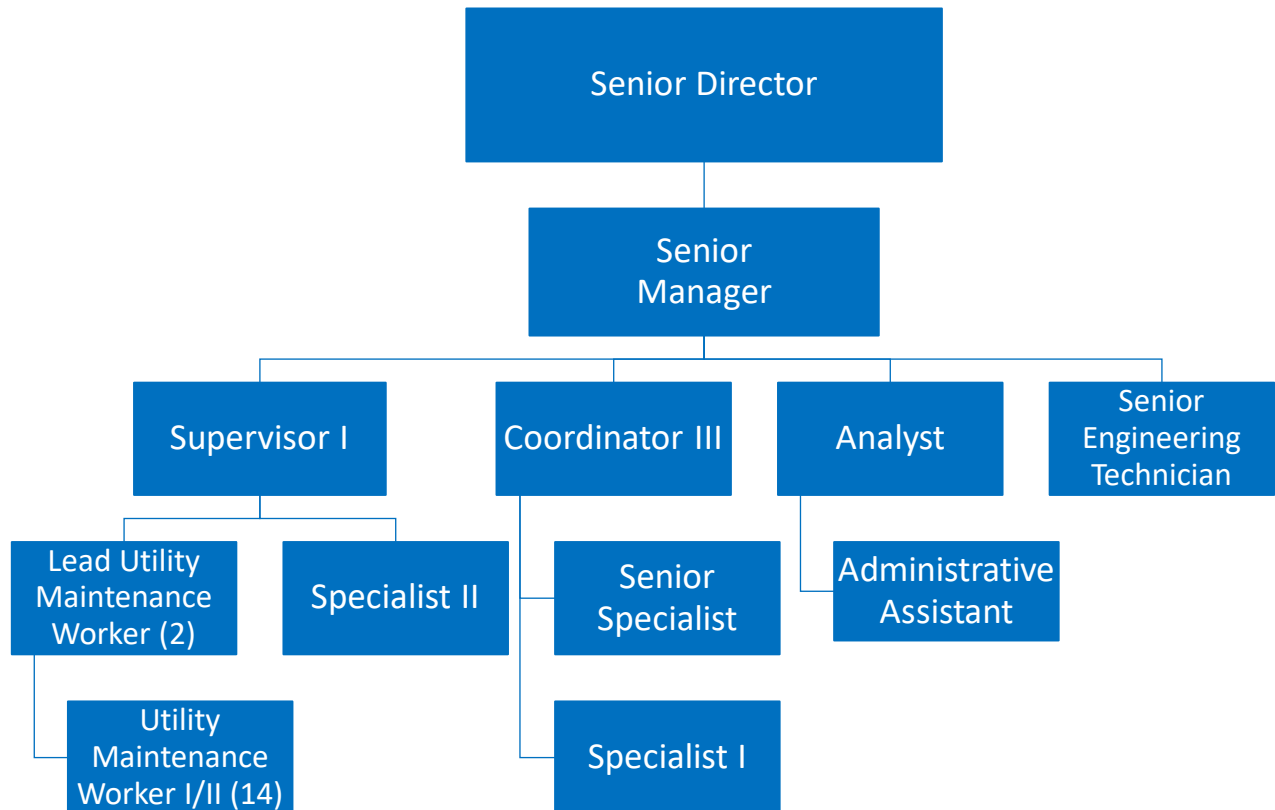 Senior Director
Senior
Manager
Supervisor I
Coordinator III
Analyst
Senior
Engineering
Technician
Lead Utility
Maintenance
Worker (2)
Specialist II
Senior
Specialist
Administrative
Assistant
Utility
Maintenance
Worker I/II (14)
Specialist I